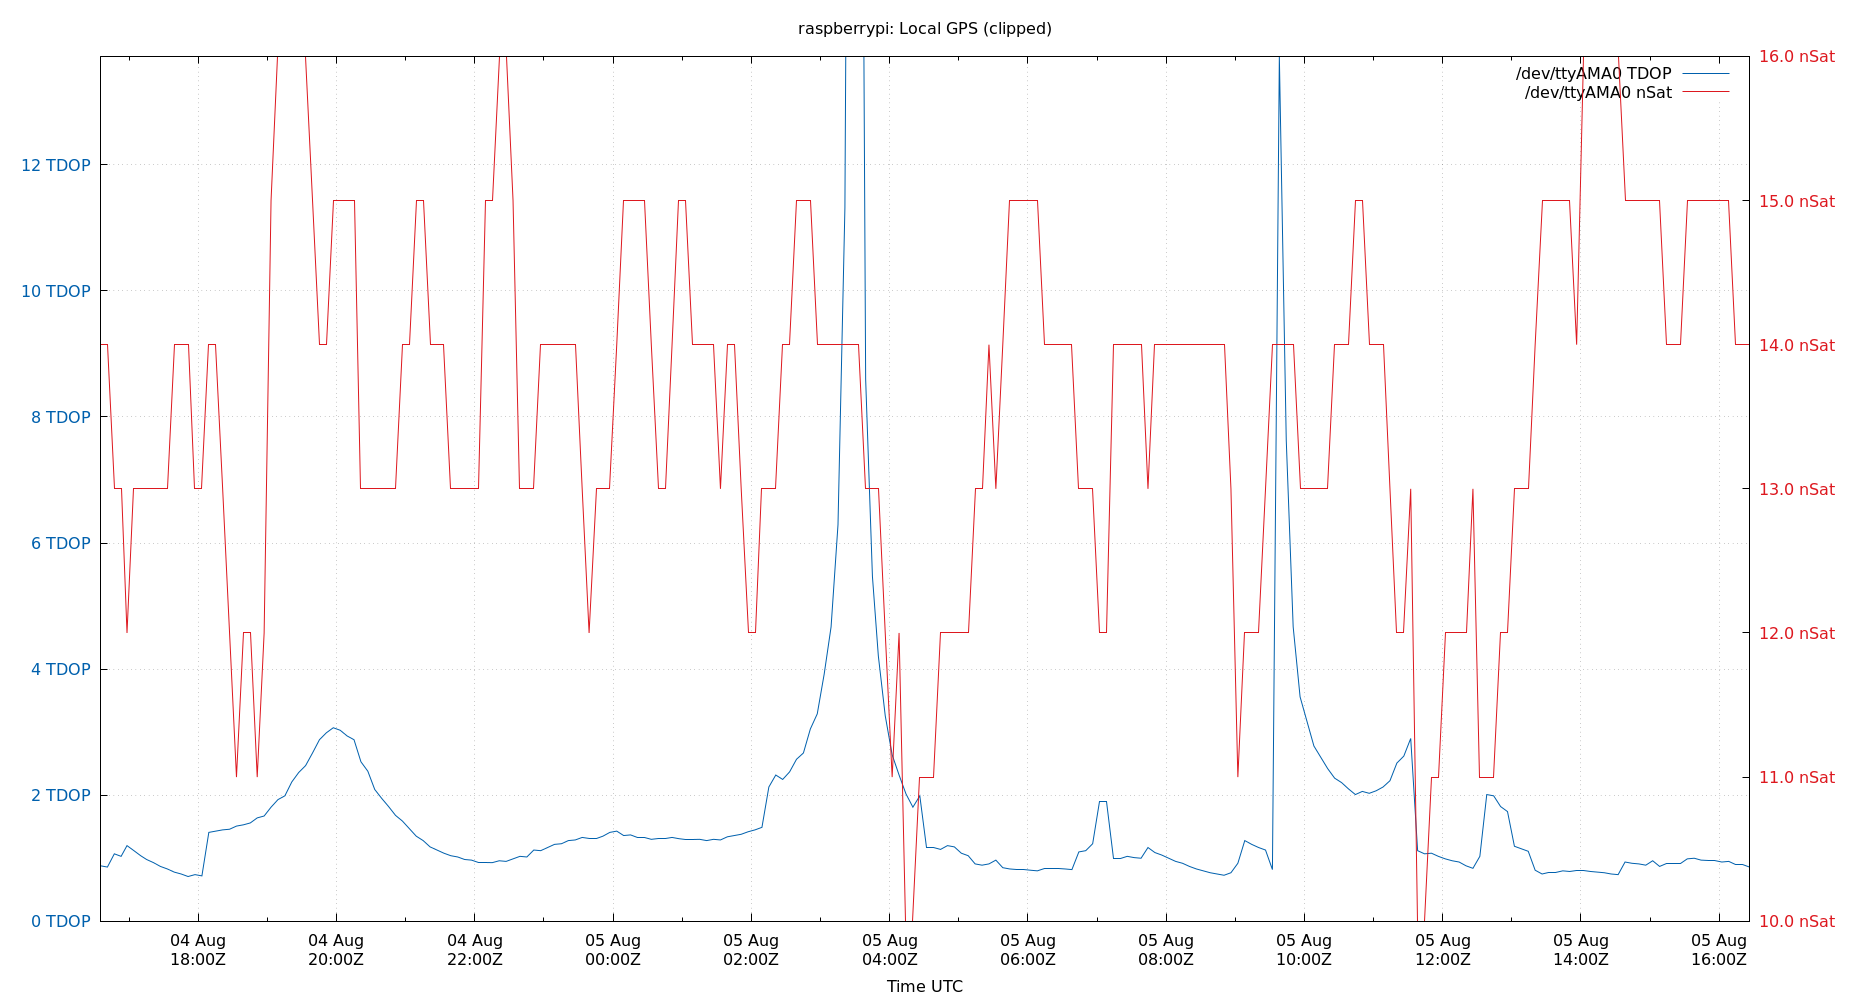 raspberrypi: Local GPS (clipped)
/dev/ttyAMA0 TDOP
/dev/ttyAMA0 nSat
12 TDOP
10 TDOP
8 TDOP
6 TDOP
4 TDOP
2 TDOP
0 TDOP
16.0 nSat
15.0 nSat
14.0 nSat
13.0 nSat
12.0 nSat
11.0 nSat
10.0 nSat
04 Aug
18:00Z
04 Aug
20:00Z
04 Aug
22:00Z
05 Aug
00:00Z
05 Aug
02:00Z
05 Aug
04:00Z
05 Aug
06:00Z
05 Aug
08:00Z
05 Aug
10:00Z
05 Aug
12:00Z
05 Aug
14:00Z
05 Aug
16:00Z
Time UTC